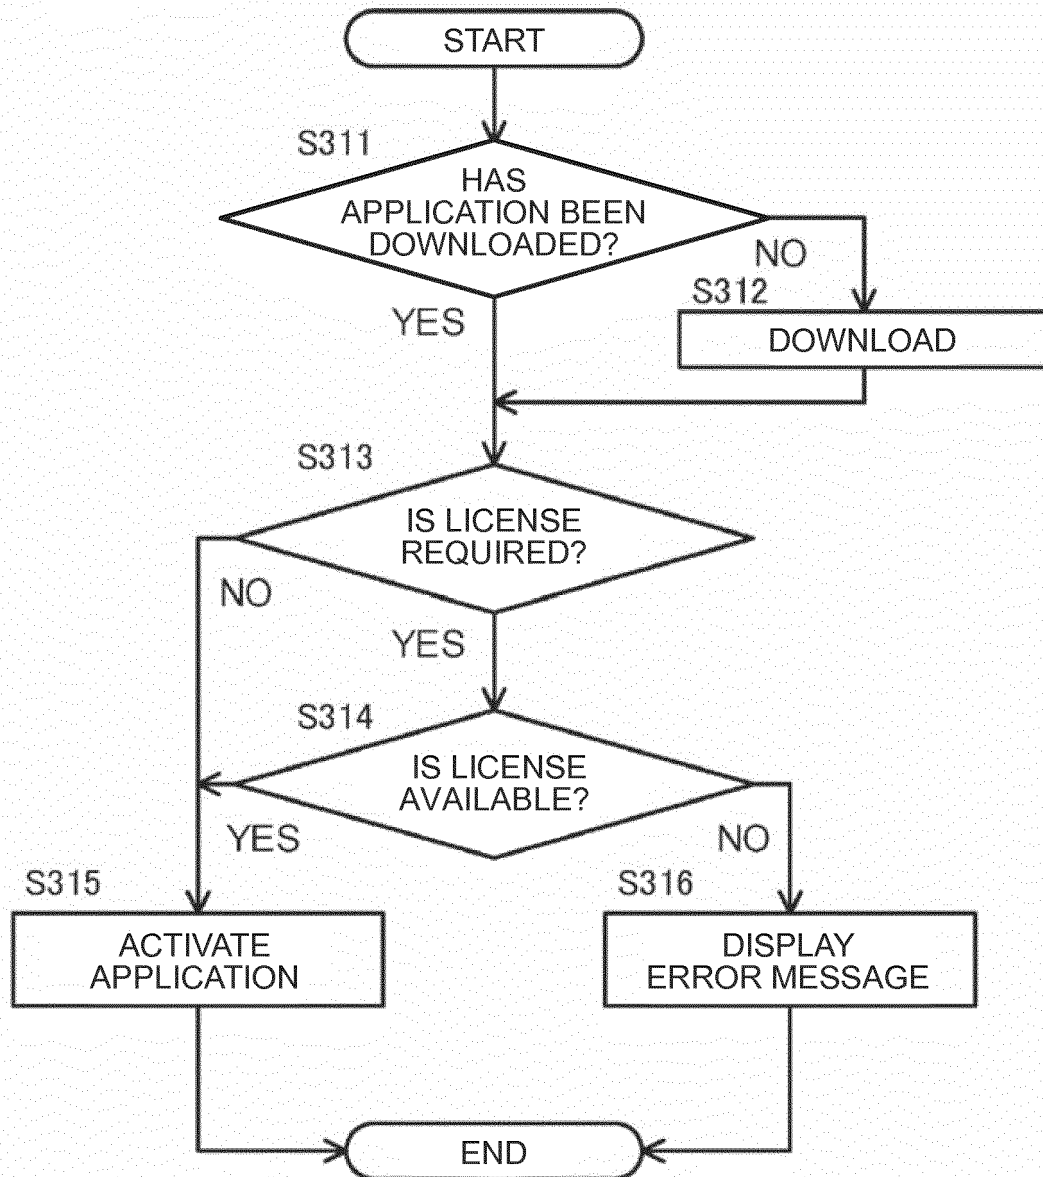 START
S311
HAS
APPLICATION BEEN
DOWNLOADED?
NO
S312
YES
DOWNLOAD
S313
IS LICENSE
REQUIRED?
NO
YES
S314
IS LICENSE
AVAILABLE?
YES
NO
S315
S316
ACTIVATE
APPLICATION
DISPLAY
ERROR MESSAGE
END